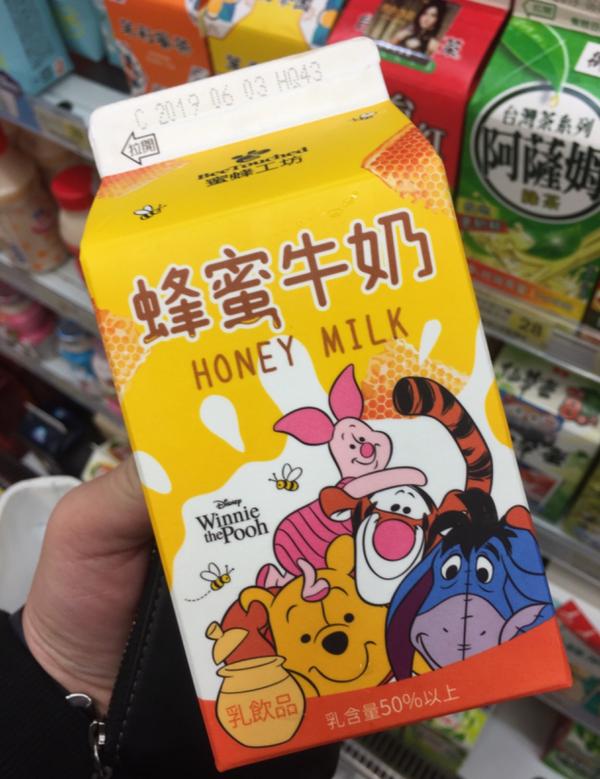 C 2019 06 03 HQ43
拉開
BeeTouched
蜜蜂工坊
蜂蜜牛奶
HONEY MILK
Disney
Winnie
the Pooh
乳飲品
乳含量50%以上
台灣茶系列
阿薩姆
28